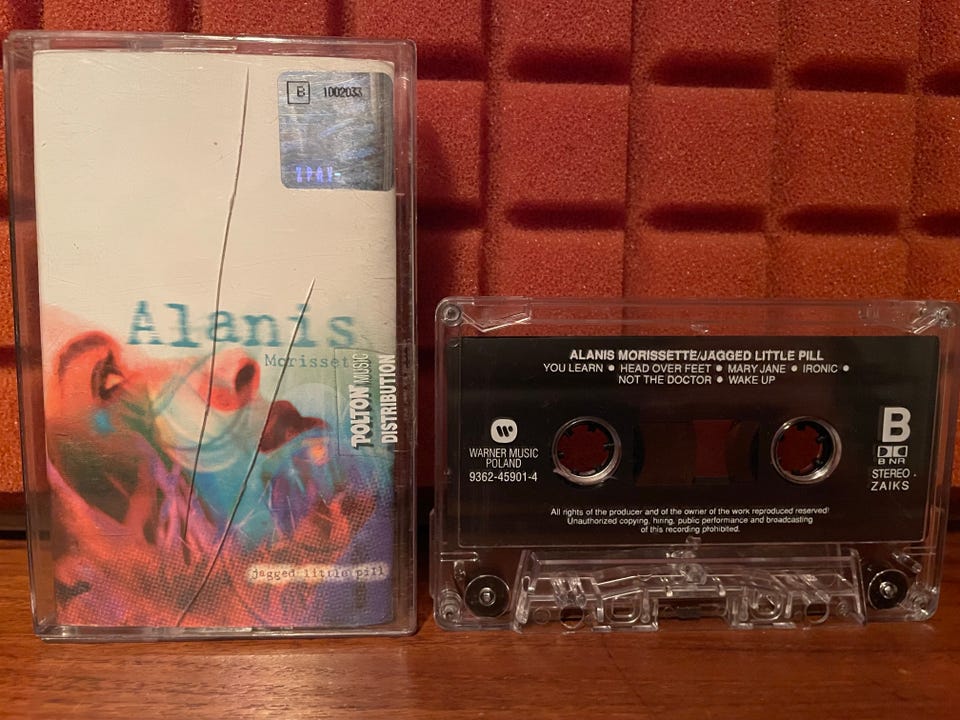 B 1002033
ZPAV
Alanis
Morissett
POLTON MUSIC
DISTRIBUTION
jagged little pill
ALANIS MORISSETTE/JAGGED LITTLE PILL
YOU LEARN • HEAD OVER FEET • MARY JANE • IRONIC •
NOT THE DOCTOR • WAKE UP
WARNER MUSIC
POLAND
9362-45901-4
B
B NR
STEREO
ZAIKS
All rights of the producer and of the owner of the work reproduced reserved!
Unauthorized copying, hiring, public performance and broadcasting
of this recording prohibited.